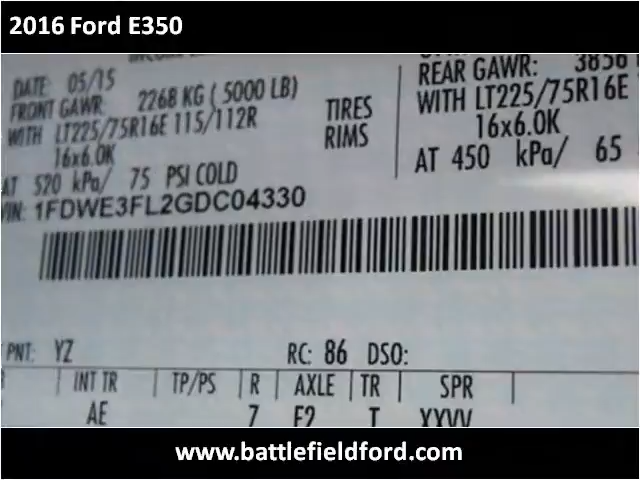 2016 Ford E350
DATE: 05/15
FRONT GAWR: 2268 KG ( 5000 LB)
WITH LT225/75R16E 115/112R
16x6.0K
AT 520 kPa/ 75 PSI COLD
TIRES
RIMS
REAR GAWR: 3856
WITH LT225/75R16E
16x6.0K
AT 450 kPa/ 65
VIN: 1FDWE3FL2GDC04330
PNT: YZ RC: 86 DSO:
INT TR TP/PS R AXLE TR SPR
AE 7 F2 T XYVV
www.battlefieldford.com